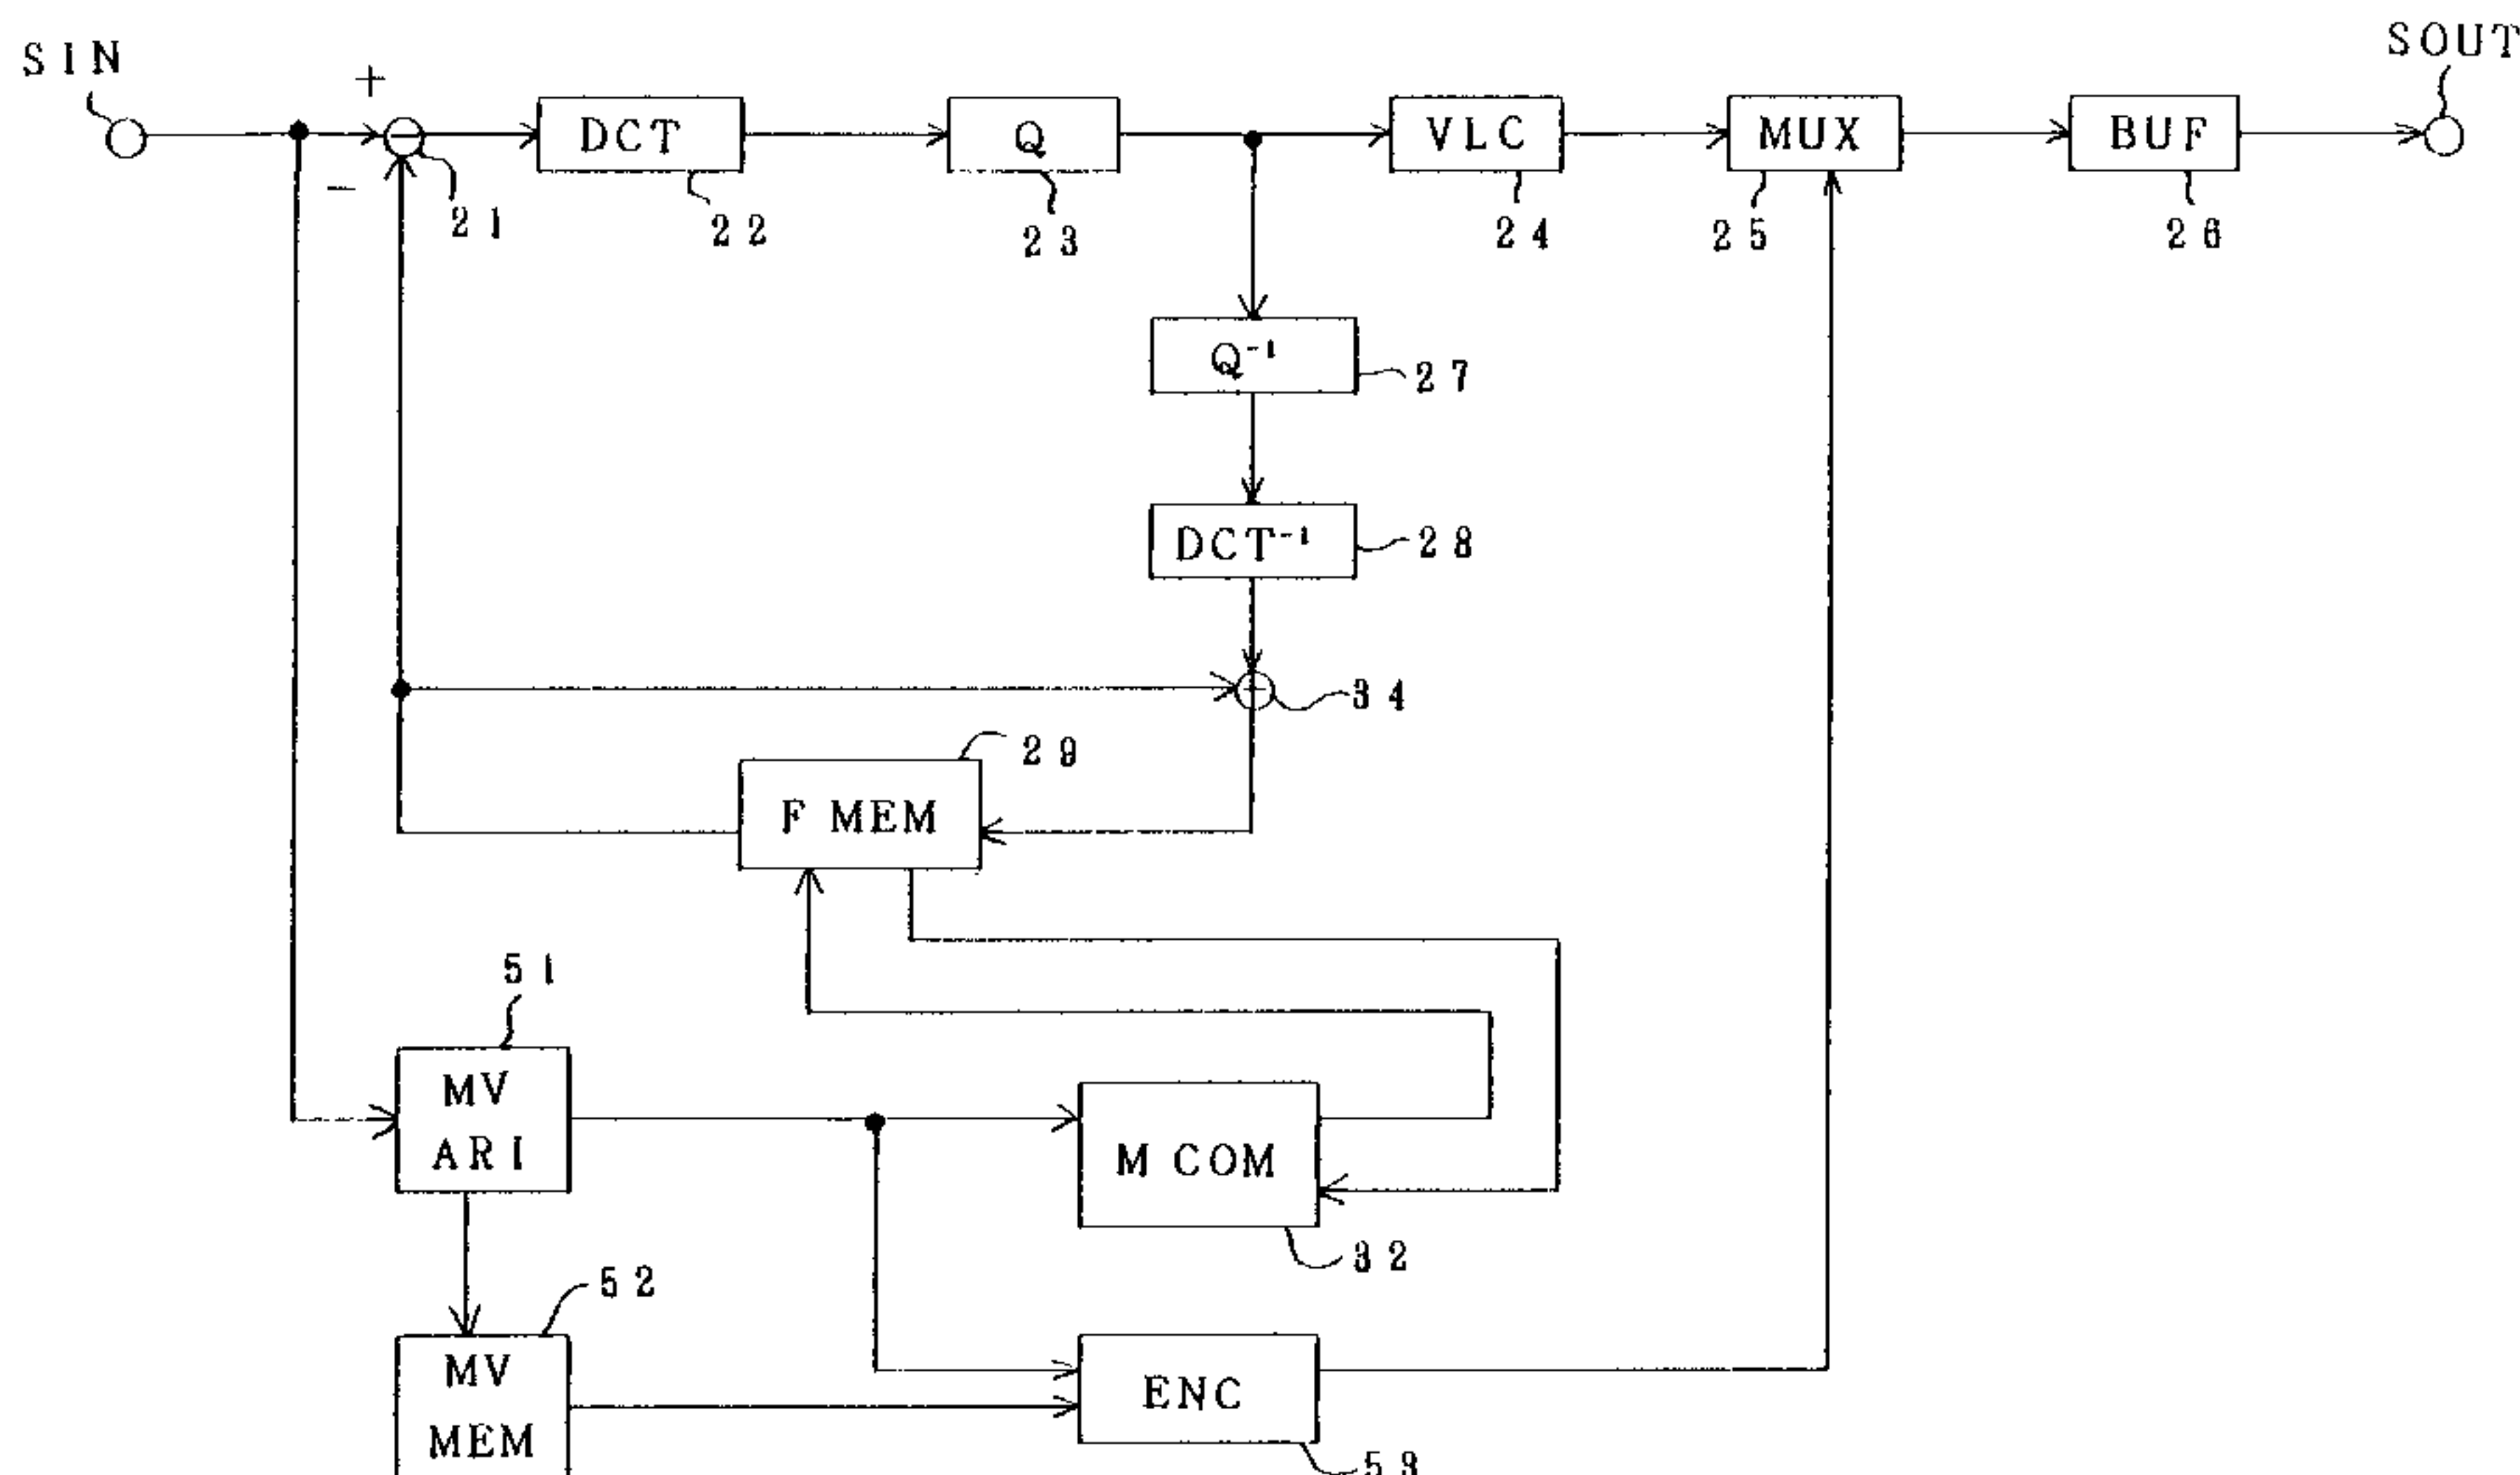 SIN
SOUT
+
−
DCT
Q
VLC
MUX
BUF
21
22
23
24
25
26
Q⁻¹
27
DCT⁻¹
28
34
29
F MEM
51
MV
ARI
M COM
32
52
MV
MEM
ENC
53